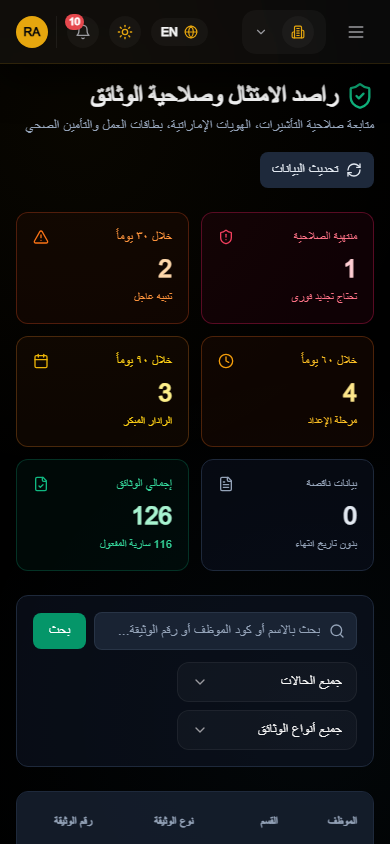 RA
10
EN
راصد الامتثال وصلاحية الوثائق
متابعة صلاحية التأشيرات، الهويات الإماراتية، بطاقات العمل والتأمين الصحي
تحديث البيانات
منتهية الصلاحية
1
تحتاج تجديد فوري
خلال ٣٠ يوماً
2
تنبيه عاجل
خلال ٦٠ يوماً
4
مرحلة الإعداد
خلال ٩٠ يوماً
3
الرادار المبكر
بيانات ناقصة
0
بدون تاريخ إنتهاء
إجمالي الوثائق
126
116 سارية المفعول
بحث بالاسم أو كود الموظف أو رقم الوثيقة...
بحث
جميع الحالات
جميع أنواع الوثائق
الموظف القسم نوع الوثيقة رقم الوثيقة